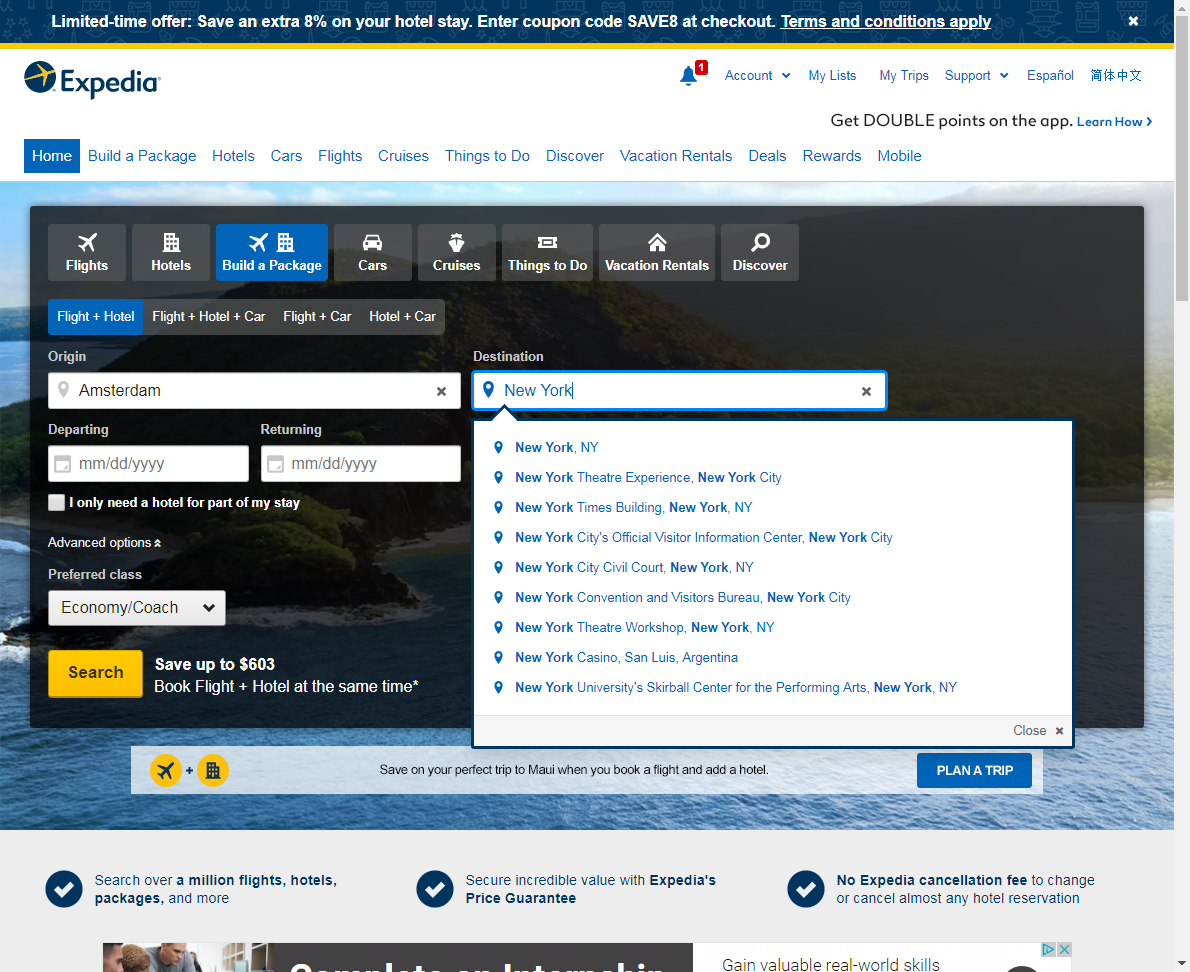 Limited-time offer: Save an extra 8% on your hotel stay. Enter coupon code SAVE8 at checkout. Terms and conditions apply
Expedia
1
Account
My Lists
My Trips
Support
Español
简体中文
Get DOUBLE points on the app. Learn How
Home
Build a Package
Hotels
Cars
Flights
Cruises
Things to Do
Discover
Vacation Rentals
Deals
Rewards
Mobile
Flights
Hotels
Build a Package
Cars
Cruises
Things to Do
Vacation Rentals
Discover
Flight + Hotel
Flight + Hotel + Car
Flight + Car
Hotel + Car
Origin
Amsterdam
Destination
New York
Departing
mm/dd/yyyy
Returning
mm/dd/yyyy
I only need a hotel for part of my stay
Advanced options
Preferred class
Economy/Coach
Search
Save up to $603
Book Flight + Hotel at the same time*
New York, NY
New York Theatre Experience, New York City
New York Times Building, New York, NY
New York City's Official Visitor Information Center, New York City
New York City Civil Court, New York, NY
New York Convention and Visitors Bureau, New York City
New York Theatre Workshop, New York, NY
New York Casino, San Luis, Argentina
New York University's Skirball Center for the Performing Arts, New York, NY
Close
+
Save on your perfect trip to Maui when you book a flight and add a hotel.
PLAN A TRIP
Search over a million flights, hotels,
packages, and more
Secure incredible value with Expedia's
Price Guarantee
No Expedia cancellation fee to change
or cancel almost any hotel reservation
Complete an Internship
Gain valuable real-world skills